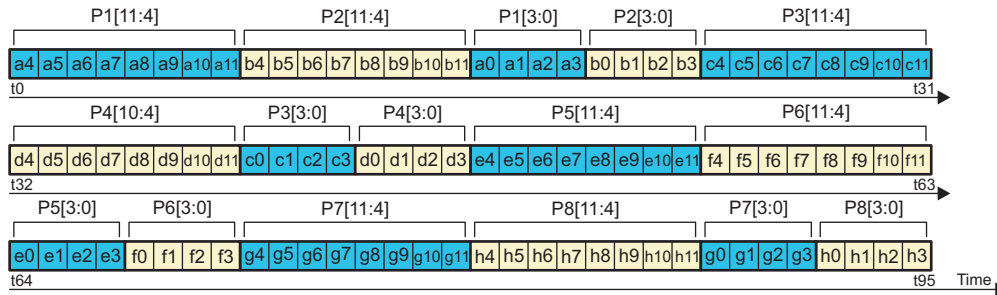 P1[11:4] P2[11:4] P1[3:0] P2[3:0] P3[11:4]
a4 a5 a6 a7 a8 a9 a10 a11 b4 b5 b6 b7 b8 b9 b10 b11 a0 a1 a2 a3 b0 b1 b2 b3 c4 c5 c6 c7 c8 c9 c10 c11
t0 t31
P4[10:4] P3[3:0] P4[3:0] P5[11:4] P6[11:4]
d4 d5 d6 d7 d8 d9 d10 d11 c0 c1 c2 c3 d0 d1 d2 d3 e4 e5 e6 e7 e8 e9 e10 e11 f4 f5 f6 f7 f8 f9 f10 f11
t32 t63
P5[3:0] P6[3:0] P7[11:4] P8[11:4] P7[3:0] P8[3:0]
e0 e1 e2 e3 f0 f1 f2 f3 g4 g5 g6 g7 g8 g9 g10 g11 h4 h5 h6 h7 h8 h9 h10 h11 g0 g1 g2 g3 h0 h1 h2 h3
t64 t95 Time